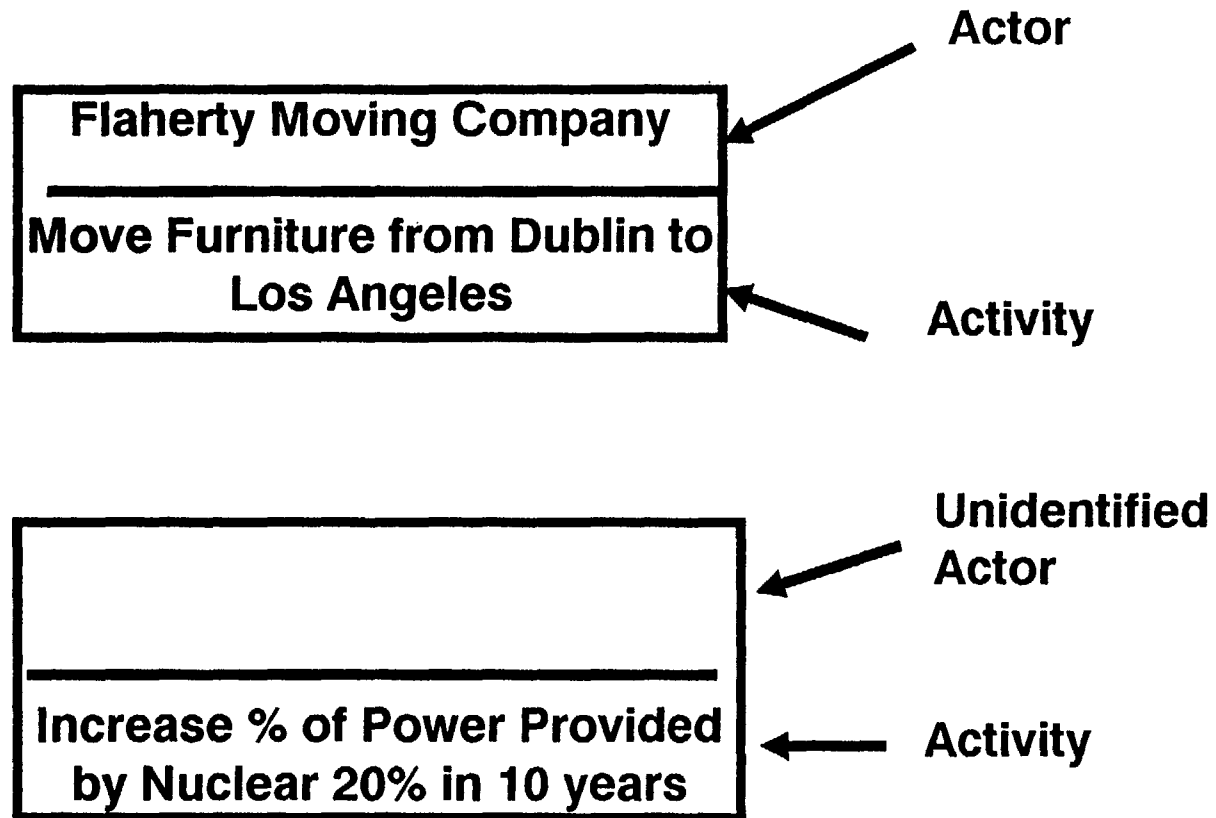 Actor
Flaherty Moving Company
Move Furniture from Dublin to
Los Angeles
Activity
Unidentified
Actor
Increase % of Power Provided
by Nuclear 20% in 10 years
Activity